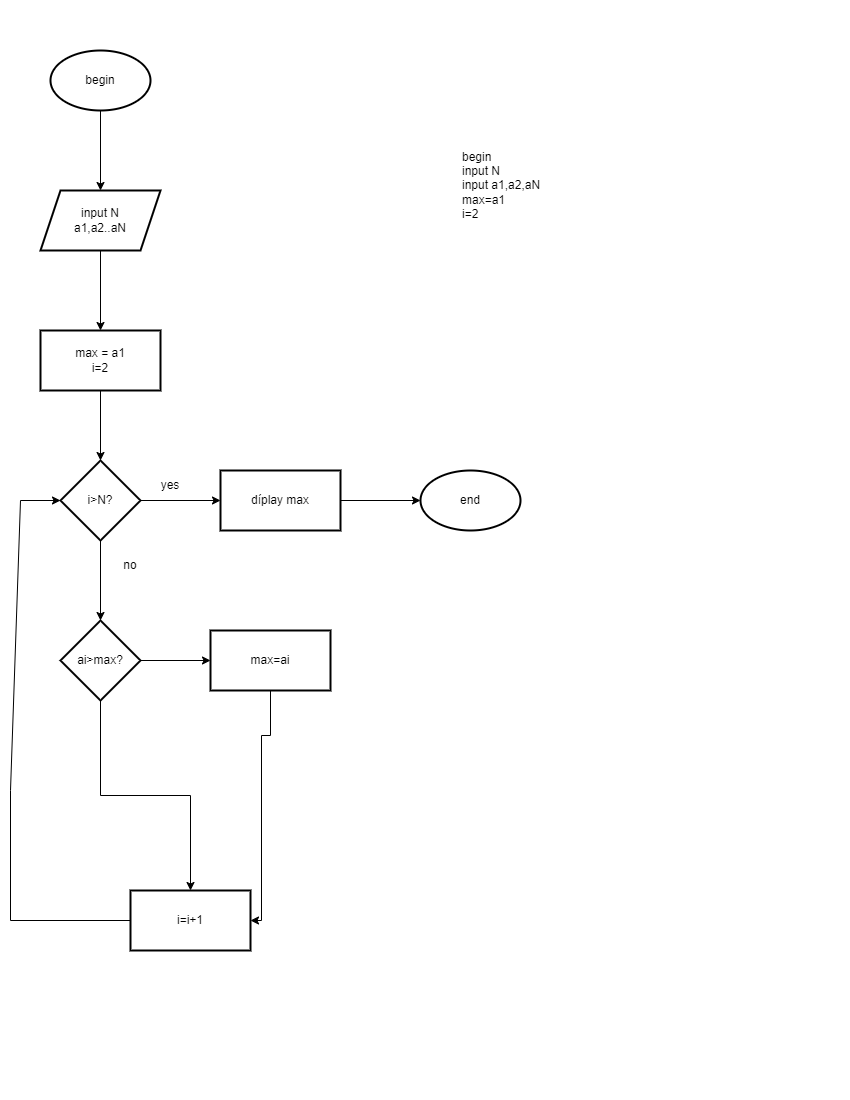 begin
input N
a1,a2..aN
max = a1
i=2
i>N?
yes
díplay max
end
no
ai>max?
max=ai
i=i+1
begin
input N
input a1,a2,aN
max=a1
i=2